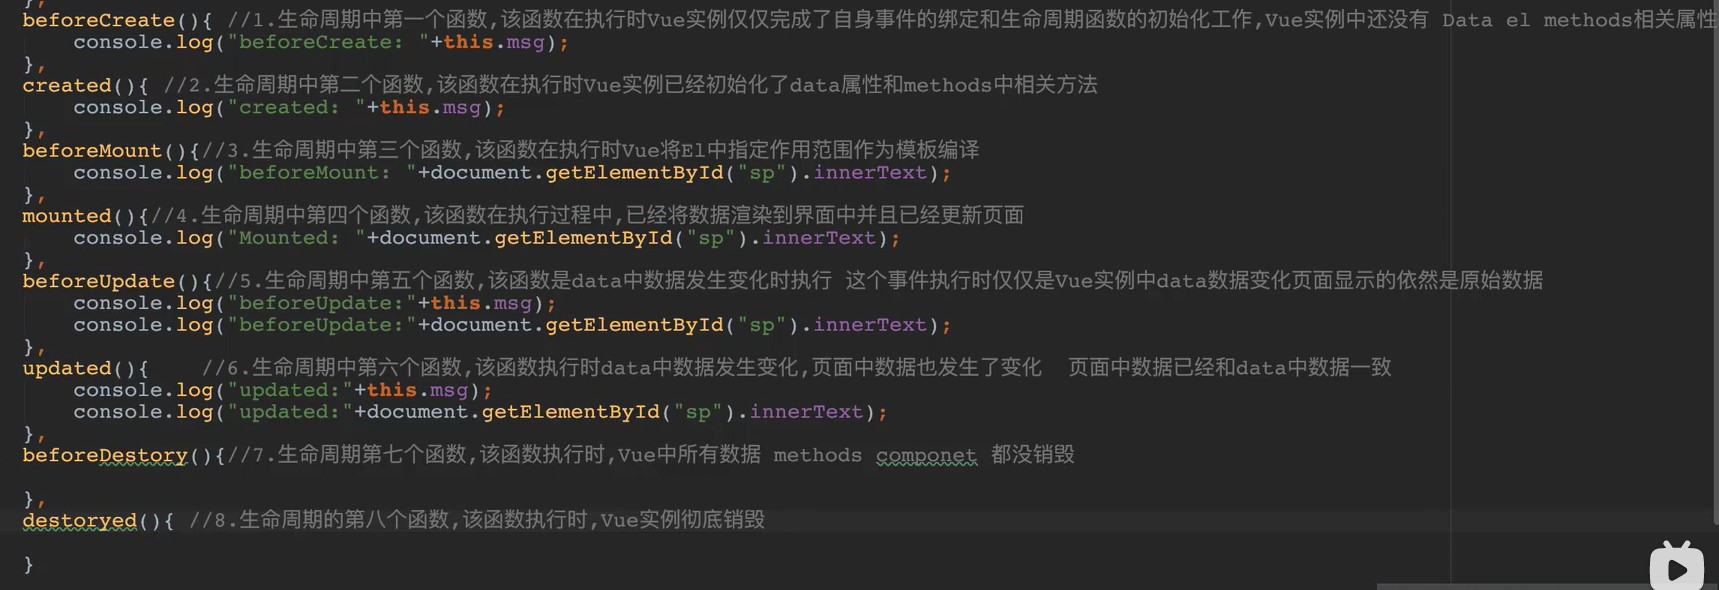 },
beforeCreate(){ //1.生命周期中第一个函数,该函数在执行时Vue实例仅仅完成了自身事件的绑定和生命周期函数的初始化工作,Vue实例中还没有 Data el methods相关属性
    console.log("beforeCreate: "+this.msg);
},
created(){ //2.生命周期中第二个函数,该函数在执行时Vue实例已经初始化了data属性和methods中相关方法
    console.log("created: "+this.msg);
},
beforeMount(){//3.生命周期中第三个函数,该函数在执行时Vue将El中指定作用范围作为模板编译
    console.log("beforeMount: "+document.getElementById("sp").innerText);
},
mounted(){//4.生命周期中第四个函数,该函数在执行过程中,已经将数据渲染到界面中并且已经更新页面
    console.log("Mounted: "+document.getElementById("sp").innerText);
},
beforeUpdate(){//5.生命周期中第五个函数,该函数是data中数据发生变化时执行 这个事件执行时仅仅是Vue实例中data数据变化页面显示的依然是原始数据
    console.log("beforeUpdate:"+this.msg);
    console.log("beforeUpdate:"+document.getElementById("sp").innerText);
},
updated(){    //6.生命周期中第六个函数,该函数执行时data中数据发生变化,页面中数据也发生了变化  页面中数据已经和data中数据一致
    console.log("updated:"+this.msg);
    console.log("updated:"+document.getElementById("sp").innerText);
},
beforeDestory(){//7.生命周期第七个函数,该函数执行时,Vue中所有数据 methods componet 都没销毁
},
destoryed(){ //8.生命周期的第八个函数,该函数执行时,Vue实例彻底销毁
}